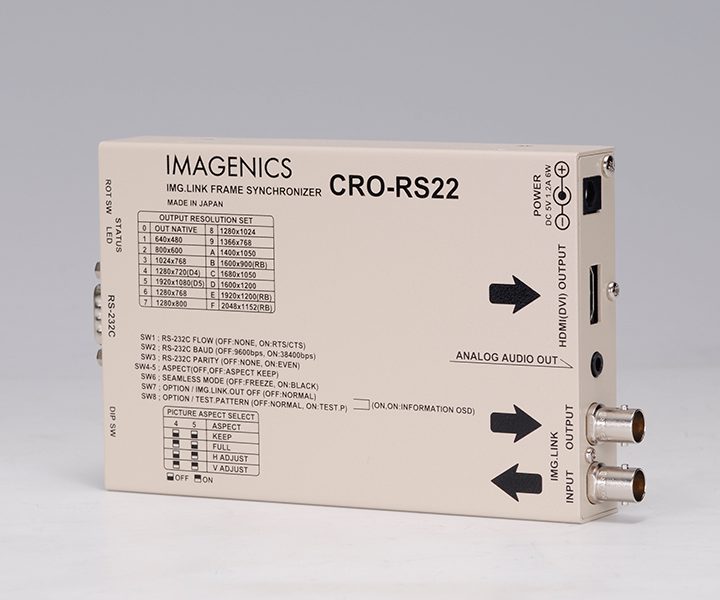 IMAGENICS
IMG.LINK FRAME SYNCHRONIZER CRO-RS22
MADE IN JAPAN
OUTPUT RESOLUTION SET
0 OUT NATIVE 8 1280x1024
1 640x480 9 1366x768
2 800x600 A 1400x1050
3 1024x768 B 1600x900(RB)
4 1280x720(D4) C 1680x1050
5 1920x1080(D5) D 1600x1200
6 1280x768 E 1920x1200(RB)
7 1280x800 F 2048x1152(RB)
SW1 ; RS-232C FLOW (OFF:NONE, ON:RTS/CTS)
SW2 ; RS-232C BAUD (OFF:9600bps, ON:38400bps)
SW3 ; RS-232C PARITY (OFF:NONE, ON:EVEN)
SW4-5 ; ASPECT(OFF,OFF:ASPECT KEEP)
SW6 ; SEAMLESS MODE (OFF:FREEZE, ON:BLACK)
SW7 ; OPTION / IMG.LINK.OUT OFF (OFF:NORMAL)
SW8 ; OPTION / TEST.PATTERN (OFF:NORMAL, ON:TEST.P) (ON,ON:INFORMATION OSD)
PICTURE ASPECT SELECT
4 5 ASPECT
KEEP
FULL
H ADJUST
V ADJUST
OFF ON
ROT SW
STATUS
LED
RS-232C
DIP SW
POWER
DC 5V 1.2A 6W
HDMI(DVI) OUTPUT
ANALOG AUDIO OUT
IMG.LINK
OUTPUT
INPUT